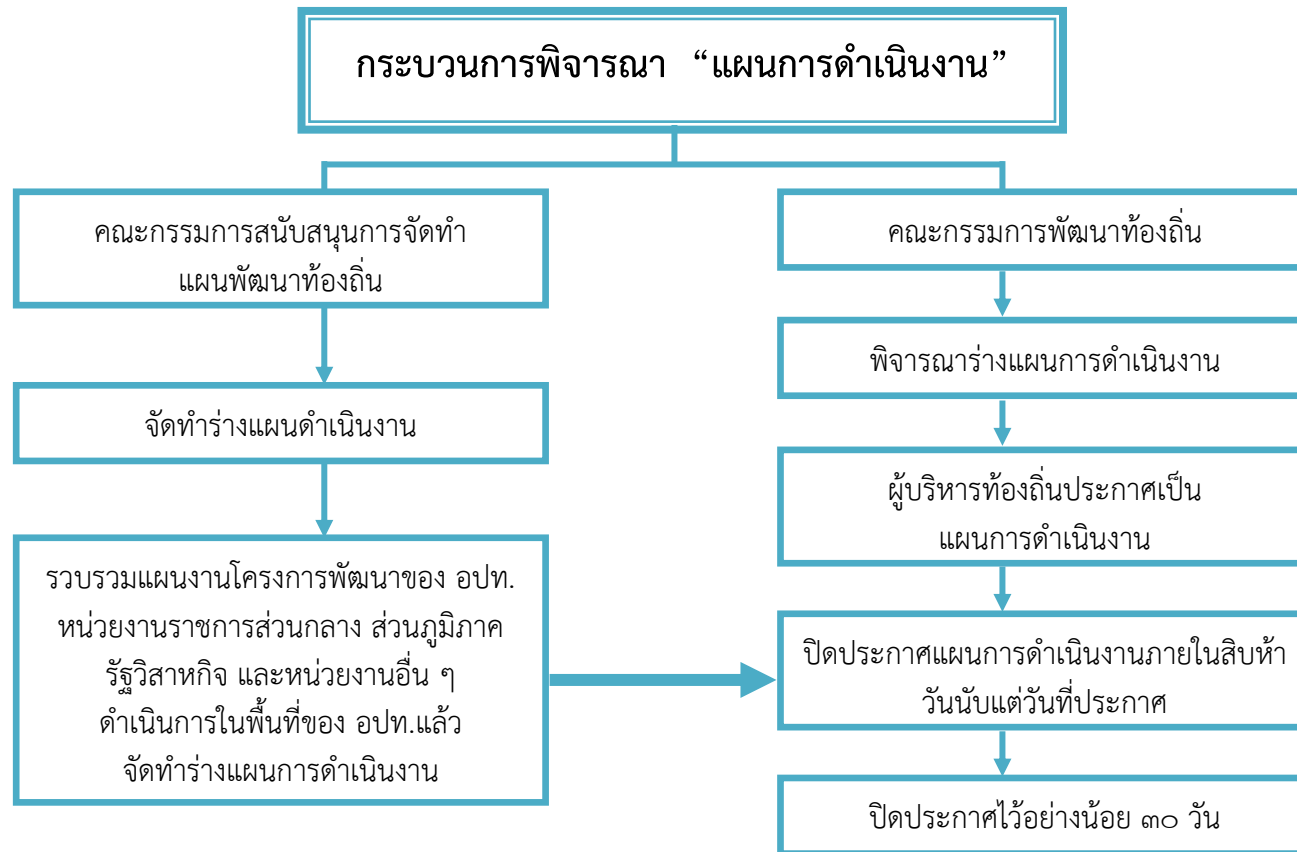 กระบวนการพิจารณา “แผนการดำเนินงาน”
คณะกรรมการสนับสนุนการจัดทำ
แผนพัฒนาท้องถิ่น
จัดทำร่างแผนดำเนินงาน
รวบรวมแผนงานโครงการพัฒนาของ อปท.
หน่วยงานราชการส่วนกลาง ส่วนภูมิภาค
รัฐวิสาหกิจ และหน่วยงานอื่น ๆ
ดำเนินการในพื้นที่ของ อปท.แล้ว
จัดทำร่างแผนการดำเนินงาน
คณะกรรมการพัฒนาท้องถิ่น
พิจารณาร่างแผนการดำเนินงาน
ผู้บริหารท้องถิ่นประกาศเป็น
แผนการดำเนินงาน
ปิดประกาศแผนการดำเนินงานภายในสิบห้า
วันนับแต่วันที่ประกาศ
ปิดประกาศไว้อย่างน้อย ๓๐ วัน